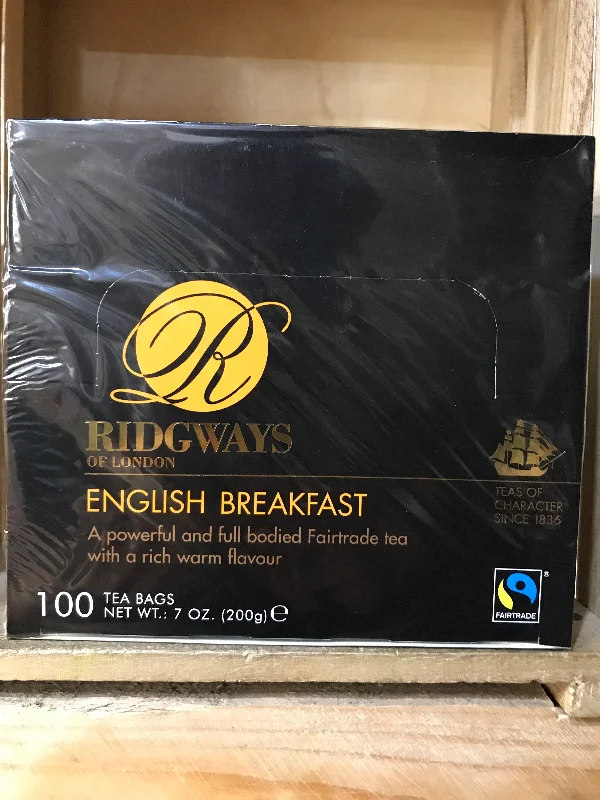 R
RIDGWAYS
OF LONDON
TEAS OF
CHARACTER
SINCE 1836
ENGLISH BREAKFAST
A powerful and full bodied Fairtrade tea
with a rich warm flavour
100 TEA BAGS
NET WT.: 7 OZ. (200g) ℮
FAIRTRADE
®